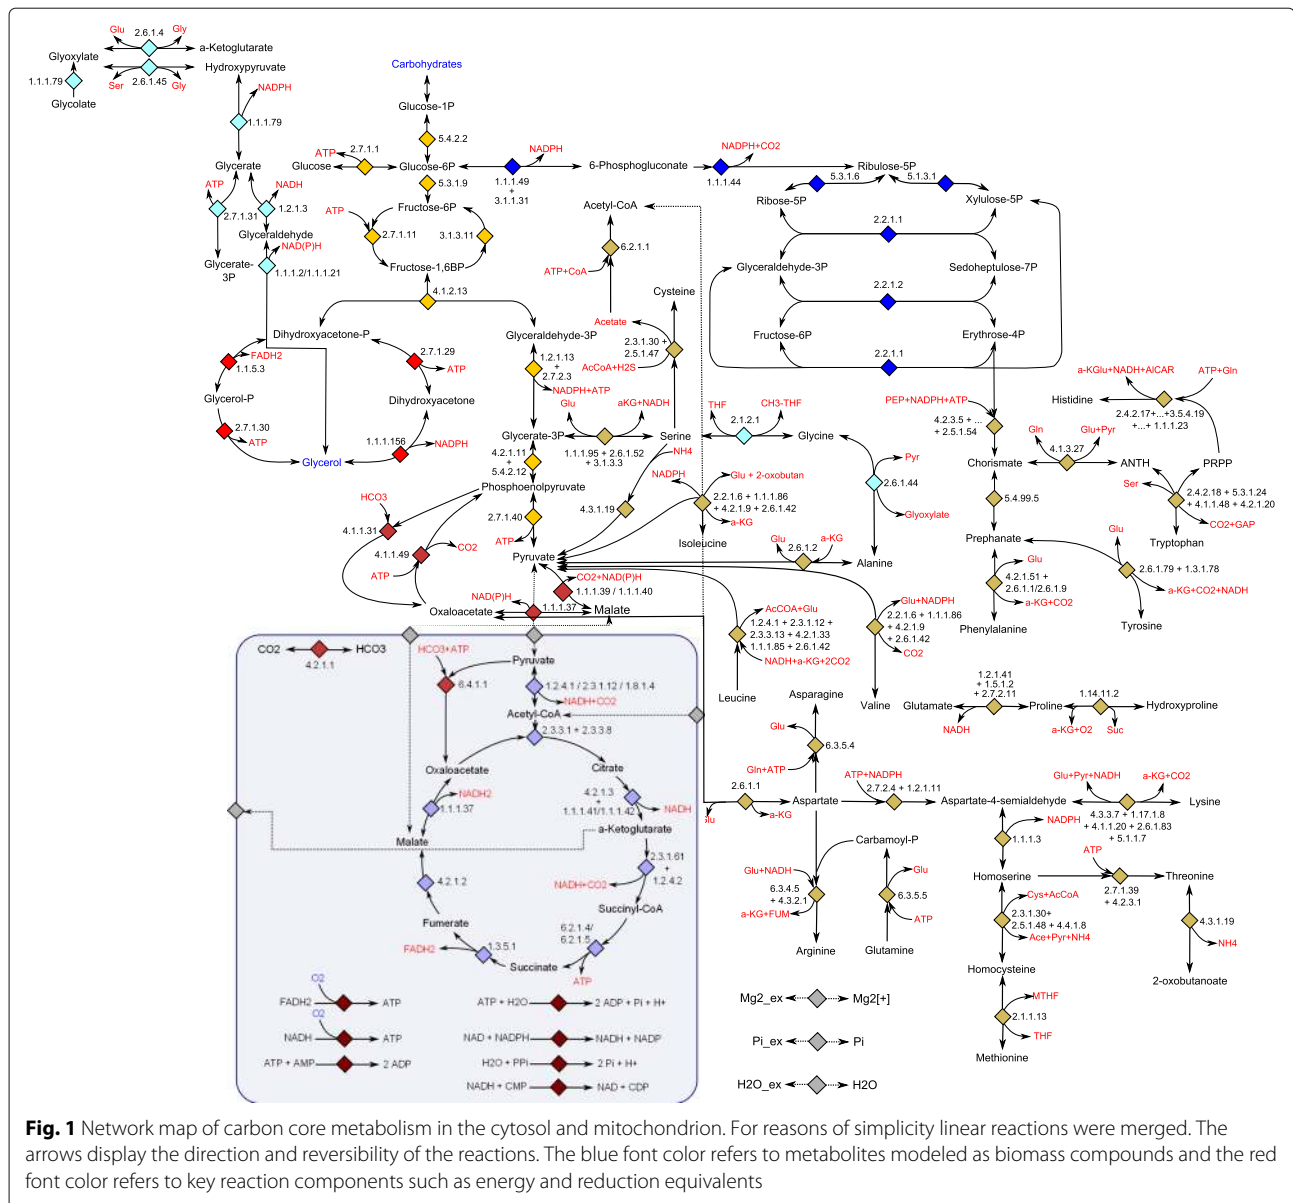 Glu 2.6.1.4 Gly
Glyoxylate a-Ketoglutarate
Hydroxypyruvate
1.1.1.79 Ser 2.6.45 Gly
Glycolate
NADPH
1.1.1.79
Glycerate
ATP NADH
2.7.1.31 1.2.1.3
Glyceraldehyde
NAD(P)H
Glycerate-
3P
1.1.1.2/1.1.1.21
Carbohydrates
Glucose-1P
5.4.2.2
2.7.1.1
ATP
Glucose Glucose-6P
5.3.1.9
ATP Fructose-6P
2.7.1.11 3.1.3.11
Fructose-1,6BP
4.1.2.13
NADPH
1.1.1.49
+
3.1.1.31
6-Phosphogluconate
NADPH+CO2
1.1.1.44
Ribulose-5P
5.3.1.6 5.1.3.1
Ribose-5P Xylulose-5P
2.2.1.1
Glyceraldehyde-3P Sedoheptulose-7P
2.2.1.2
Fructose-6P Erythrose-4P
2.2.1.1
Acetyl-CoA
6.2.1.1
ATP+CoA
Cysteine
Acetate
2.3.1.30 +
2.5.1.47
AcCoA+H2S
Dihydroxyacetone-P
FADH2
1.1.5.3
2.7.1.29
ATP
Glycerol-P Dihydroxyacetone
2.7.1.30
ATP
1.1.1.156
NADPH
Glycerol
Glyceraldehyde-3P
1.2.1.13
+
2.7.2.3
NADPH+ATP
Glu aKG+NADH
Glycerate-3P Serine
1.1.1.95 + 2.6.1.52
+ 3.1.3.3
THF CH3-THF
2.1.2.1
Glycine
4.2.1.11
+
5.4.2.12
NH4
Phosphoenolpyruvate
HCO3
4.1.1.31
2.7.1.40
ATP
4.1.1.49
CO2
ATP
Pyruvate
4.3.1.19
NADPH
Glu + 2-oxobutan
2.2.1.6 + 1.1.1.86
+ 4.2.1.9 + 2.6.1.42
a-KG
Isoleucine
Pyr
2.6.1.44
Glyoxylate
Glu 2.6.1.2 a-KG
Alanine
PEP+NADPH+ATP
4.2.3.5 + ...
+ 2.5.1.54
Chorismate
a-KGlu+NADH+AICAR ATP+Gln
Histidine
2.4.2.17+...+3.5.4.19
+...+ 1.1.1.23
Gln Glu+Pyr
4.1.3.27
ANTH PRPP
Ser
2.4.2.18 + 5.3.1.24
+ 4.1.1.48 + 4.2.1.20
CO2+GAP
Tryptophan
5.4.99.5
Prephanate
Glu
4.2.1.51 +
2.6.1.1/2.6.1.9
a-KG+CO2
Phenylalanine
Glu
2.6.1.79 + 1.3.1.78
a-KG+CO2+NADH
Tyrosine
CO2+NAD(P)H
1.1.1.39 / 1.1.1.40
NAD(P)H
Oxaloacetate 1.1.1.37 Malate
AcCOA+Glu
1.2.4.1 + 2.3.1.12 +
2.3.3.13 + 4.2.1.33
1.1.1.85 + 2.6.1.42
NADH+a-KG+2CO2
Leucine
Glu+NADPH
2.2.1.6 + 1.1.1.86
+ 4.2.1.9
+ 2.6.1.42
CO2
Valine
1.2.1.41
+ 1.5.1.2
+ 2.7.2.11
Glutamate Proline
NADH
1.14.11.2
Hydroxyproline
a-KG+O2 Suc
CO2 HCO3
4.2.1.1
HCO3+ATP
Pyruvate
6.4.1.1
1.2.4.1 / 2.3.1.12 / 1.8.1.4
NADH+CO2
Acetyl-CoA
2.3.3.1 + 2.3.3.8
Oxaloacetate Citrate
NADH2
1.1.1.37
4.2.1.3
+
1.1.1.41/1.1.1.42
NADH
Malate a-Ketoglutarate
2.3.1.61
+
1.2.4.2
NADH+CO2
4.2.1.2
Succinyl-CoA
Fumerate
6.2.1.4/
6.2.1.5
FADH2
1.3.5.1
Succinate
ATP
O2
FADH2 ATP
O2
NADH ATP
ATP + AMP 2 ADP
ATP + H2O 2 ADP + Pi + H+
NAD + NADPH NADH + NADP
H2O + PPi 2 Pi + H+
NADH + CMP NAD + CDP
Asparagine
Glu
6.3.5.4
Gln+ATP
2.6.1.1
a-KG
Aspartate
ATP+NADPH
2.7.2.4 + 1.2.1.11
Aspartate-4-semialdehyde
Glu+Pyr+NADH a-KG+CO2
Lysine
4.3.3.7 + 1.17.1.8
+ 4.1.1.20 + 2.6.1.83
+ 5.1.1.7
Carbamoyl-P
Glu+NADH
6.3.4.5
+ 4.3.2.1
a-KG+FUM
Arginine
Glu
6.3.5.5
ATP
Glutamine
NADPH
1.1.1.3
ATP
Homoserine Threonine
2.7.1.39
+ 4.2.3.1
Cys+AcCoA
2.3.1.30+
2.5.1.48 + 4.4.1.8
Ace+Pyr+NH4
4.3.1.19
NH4
Homocysteine
2-oxobutanoate
MTHF
2.1.1.13
THF
Methionine
Mg2_ex Mg2[+]
Pi_ex Pi
H2O_ex H2O
Fig. 1 Network map of carbon core metabolism in the cytosol and mitochondrion. For reasons of simplicity linear reactions were merged. The
arrows display the direction and reversibility of the reactions. The blue font color refers to metabolites modeled as biomass compounds and the red
font color refers to key reaction components such as energy and reduction equivalents